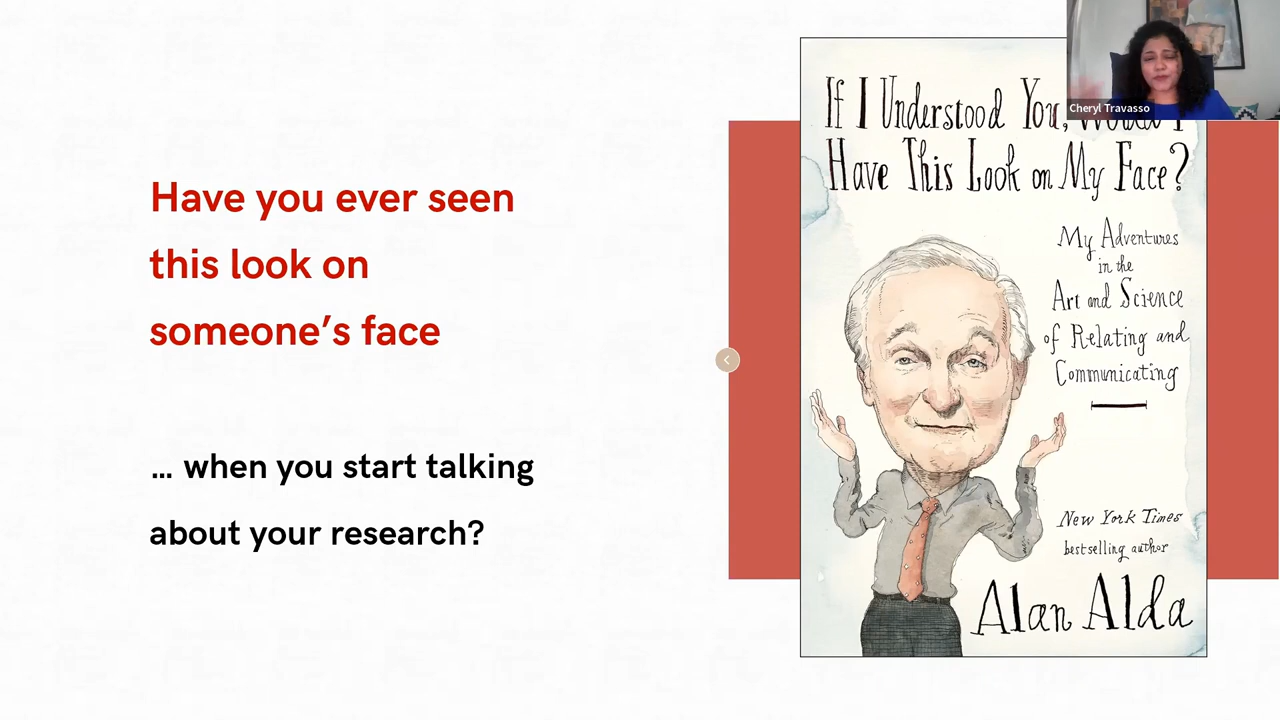 Have you ever seen
this look on
someone's face
… when you start talking
about your research?
Cheryl Travasso
If I Understood You, Would I
Have This Look on My Face?
My Adventures
in the
Art and Science
of Relating and
Communicating
New York Times
bestselling author
Alan Alda